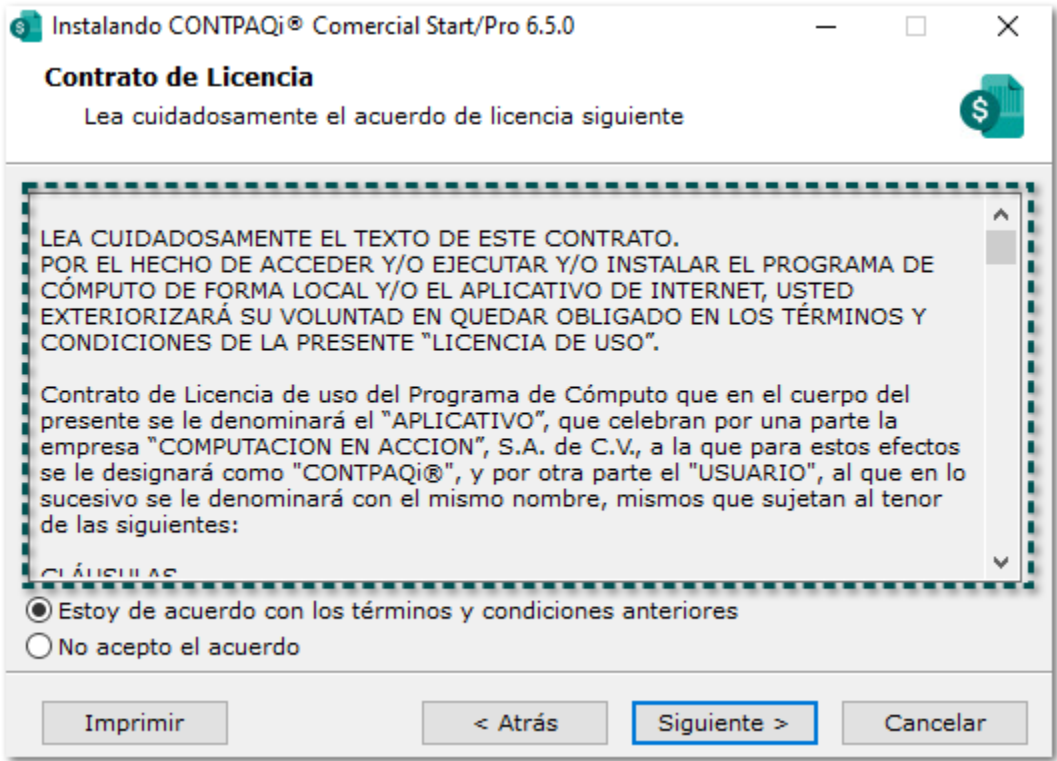 Instalando CONTPAQi® Comercial Start/Pro 6.5.0
Contrato de Licencia
Lea cuidadosamente el acuerdo de licencia siguiente
$
LEA CUIDADOSAMENTE EL TEXTO DE ESTE CONTRATO.
POR EL HECHO DE ACCEDER Y/O EJECUTAR Y/O INSTALAR EL PROGRAMA DE
CÓMPUTO DE FORMA LOCAL Y/O EL APLICATIVO DE INTERNET, USTED
EXTERIORIZARÁ SU VOLUNTAD EN QUEDAR OBLIGADO EN LOS TÉRMINOS Y
CONDICIONES DE LA PRESENTE “LICENCIA DE USO”.
Contrato de Licencia de uso del Programa de Cómputo que en el cuerpo del
presente se le denominará el “APLICATIVO”, que celebran por una parte la
empresa “COMPUTACION EN ACCION”, S.A. de C.V., a la que para estos efectos
se le designará como "CONTPAQi®", y por otra parte el "USUARIO", al que en lo
sucesivo se le denominará con el mismo nombre, mismos que sujetan al tenor
de las siguientes:
CLÁUSULAS
Estoy de acuerdo con los términos y condiciones anteriores
No acepto el acuerdo
Imprimir < Atrás Siguiente > Cancelar